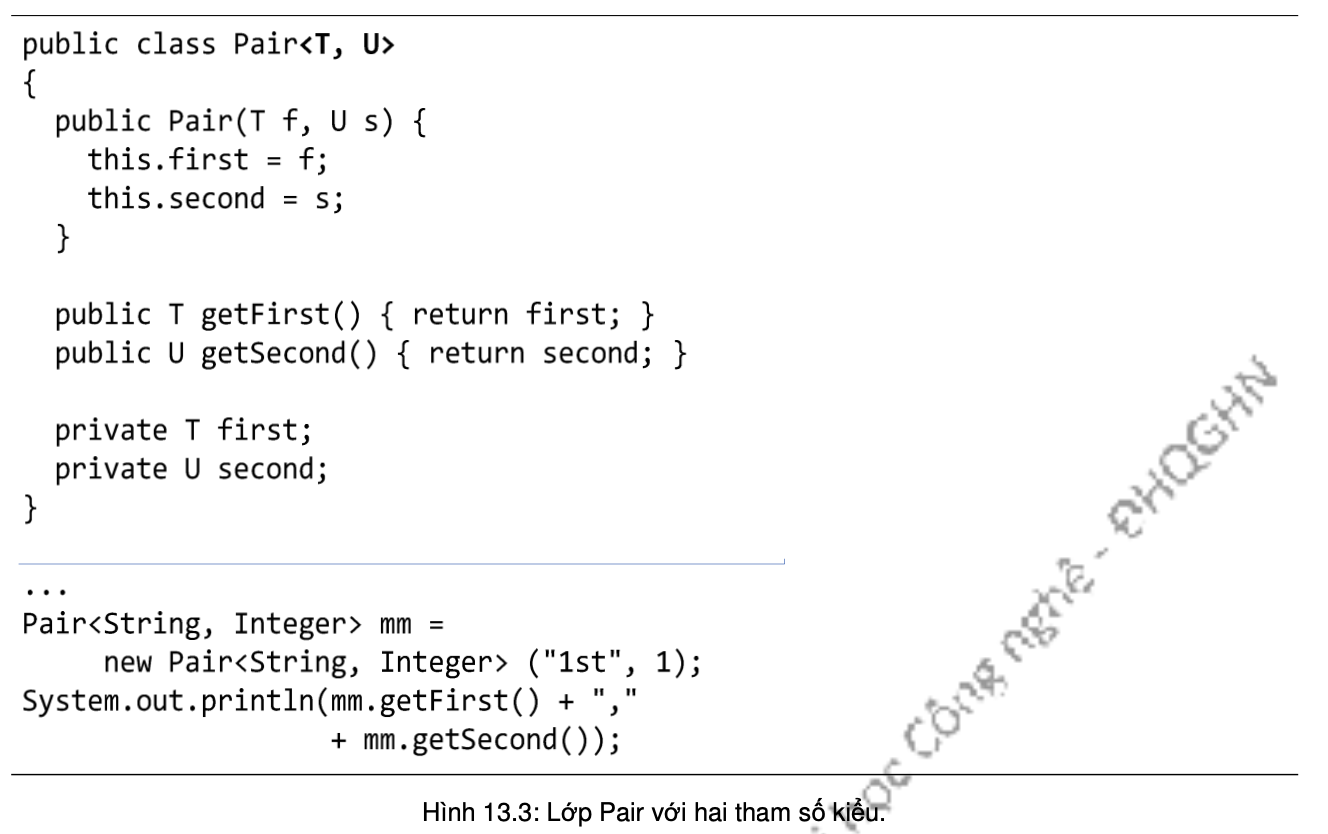 public class Pair<T, U>
{
  public Pair(T f, U s) {
    this.first = f;
    this.second = s;
  }

  public T getFirst() { return first; }
  public U getSecond() { return second; }

  private T first;
  private U second;
}
...
Pair<String, Integer> mm =
     new Pair<String, Integer> ("1st", 1);
System.out.println(mm.getFirst() + ","
                   + mm.getSecond());
Hình 13.3: Lớp Pair với hai tham số kiểu.
học Công nghệ - ĐHQGHN